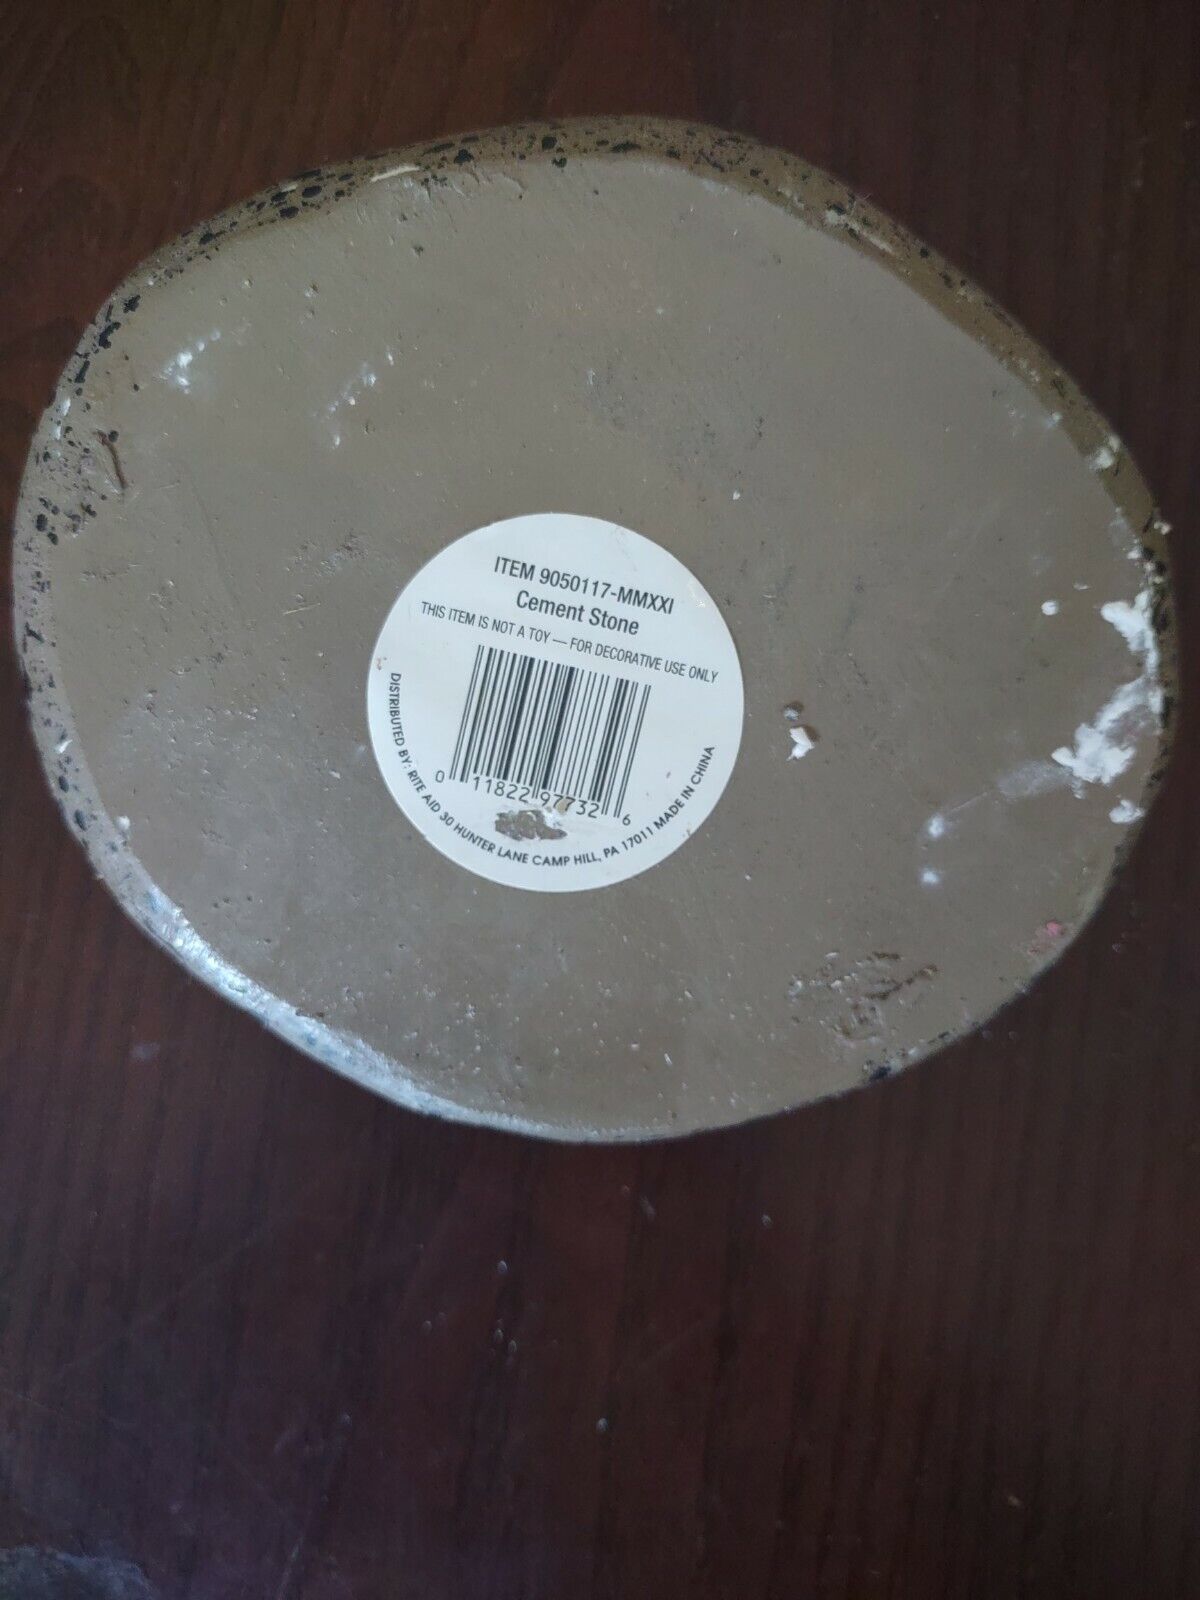 ITEM 9050117-MMXXI
Cement Stone
THIS ITEM IS NOT A TOY — FOR DECORATIVE USE ONLY
0 11822 97732 6
DISTRIBUTED BY: RITE AID 30 HUNTER LANE CAMP HILL, PA 17011 MADE IN CHINA